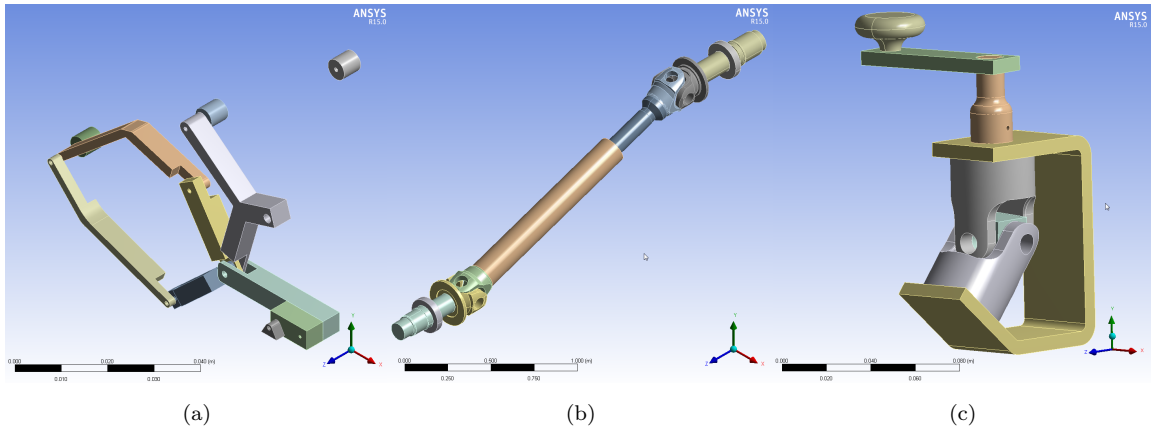 ANSYS
R15.0
Y
Z
X
0.000
0.020
0.040 (m)
0.010
0.030
(a)
ANSYS
R15.0
Y
Z
X
0.000
0.500
1.000 (m)
0.250
0.750
(b)
ANSYS
R15.0
Y
Z
X
0.000
0.040
0.080 (m)
0.020
0.060
(c)